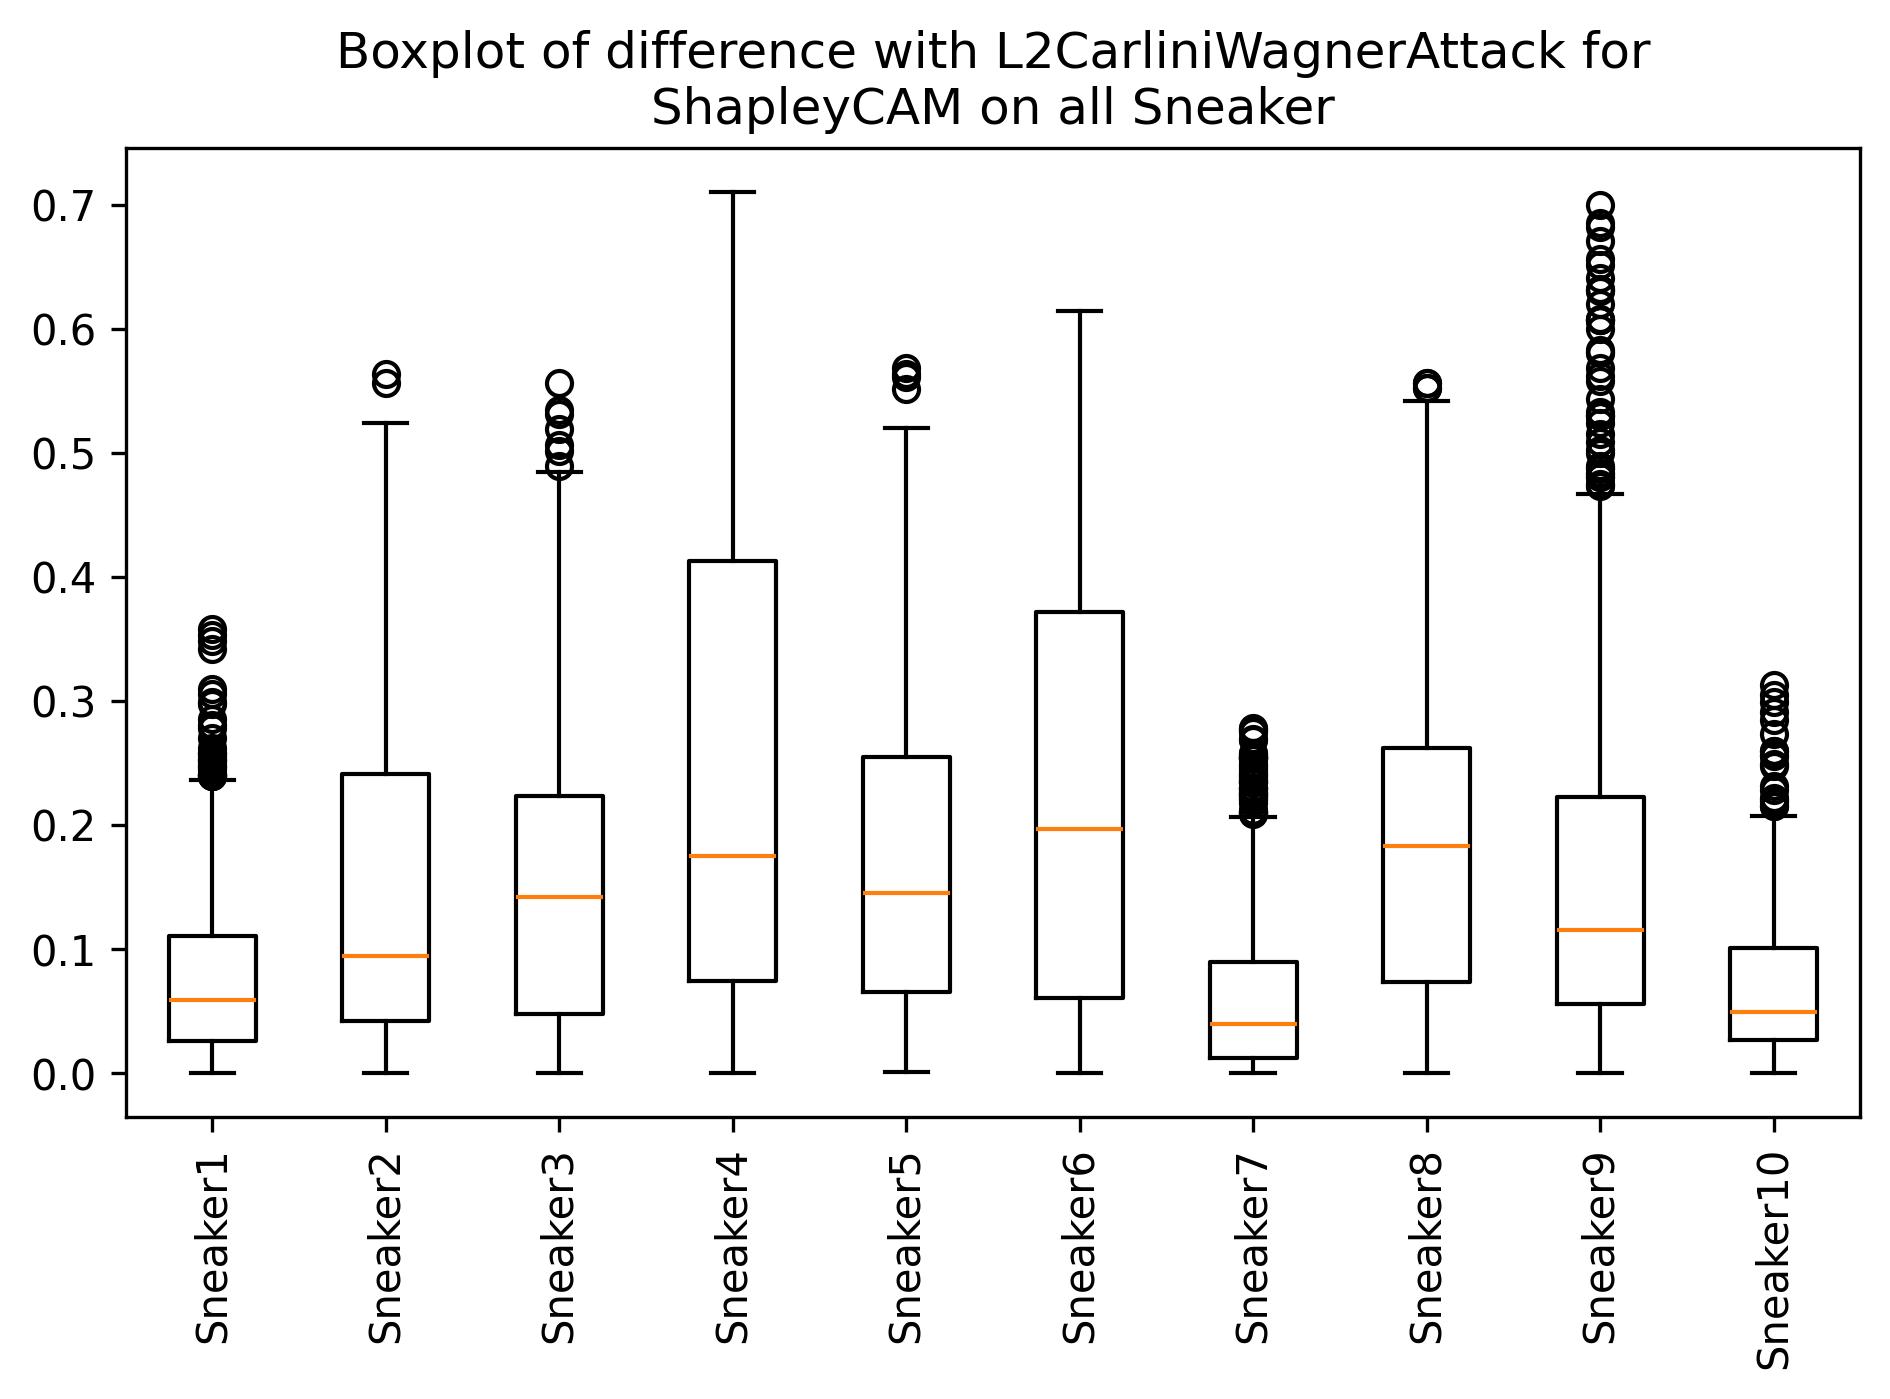 Boxplot of difference with L2CarliniWagnerAttack for
ShapleyCAM on all Sneaker
0.7
0.6
0.5
0.4
0.3
0.2
0.1
0.0
Sneaker1
Sneaker2
Sneaker3
Sneaker4
Sneaker5
Sneaker6
Sneaker7
Sneaker8
Sneaker9
Sneaker10